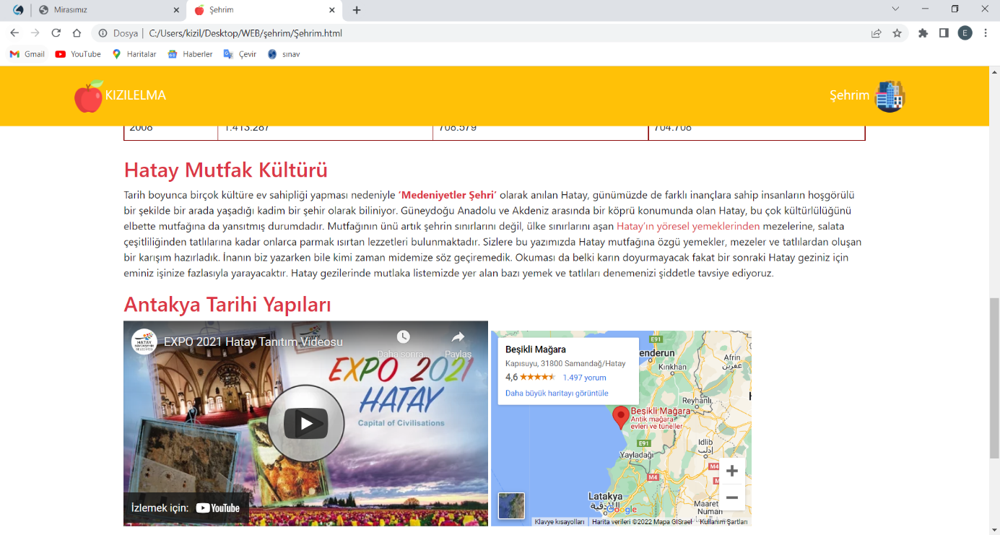 Mirasımız
Şehrim
Dosya | C:/Users/kizil/Desktop/WEB/şehrim/Şehrim.html
E
Gmail YouTube Haritalar Haberler Çevir sınav
KIZILELMA
Şehrim
2008 1.413.287 708.579 704.708
Hatay Mutfak Kültürü
Tarih boyunca birçok kültüre ev sahipliği yapması nedeniyle ‘Medeniyetler Şehri’ olarak anılan Hatay, günümüzde de farklı inançlara sahip insanların hoşgörülü
bir şekilde bir arada yaşadığı kadim bir şehir olarak biliniyor. Güneydoğu Anadolu ve Akdeniz arasında bir köprü konumunda olan Hatay, bu çok kültürlülüğünü
elbette mutfağına da yansıtmış durumdadır. Mutfağının ünü artık şehrin sınırlarını değil, ülke sınırlarını aşan Hatay’ın yöresel yemeklerinden mezelerine, salata
çeşitliliğinden tatlılarına kadar onlarca parmak ısırtan lezzetleri bulunmaktadır. Sizlere bu yazımızda Hatay mutfağına özgü yemekler, mezeler ve tatlılardan oluşan
bir karışım hazırladık. İnanın biz yazarken bile kimi zaman midemize söz geçiremedik. Okuması da belki karın doyurmayacak fakat bir sonraki Hatay geziniz için
eminiz işinize fazlasıyla yarayacaktır. Hatay gezilerinde mutlaka listemizde yer alan bazı yemek ve tatlıları denemenizi şiddetle tavsiye ediyoruz.
Antakya Tarihi Yapıları
HATAY
EXPO 2021 Hatay Tanıtım Videosu
Daha sonra...
Paylaş
EXPO 2021
HATAY
Capital of Civilisations
İzlemek için: YouTube
Beşikli Mağara
Kapısuyu, 31800 Samandağ/Hatay
4,6 1.497 yorum
Daha büyük haritayı görüntüle
E91
enderun
Kırıkhan
Afrin
عفرين
Reyhanlı
Beşikli Mağara
Antik mağara
evleri ve tüneller
E91
Idlib
إدلب
Yayladağı
M4
M4
Latakya
اللاذقية
Maaret
Numan
Google
Klavye kısayolları Harita verileri ©2022 Mapa GISrael Kullanım Şartları